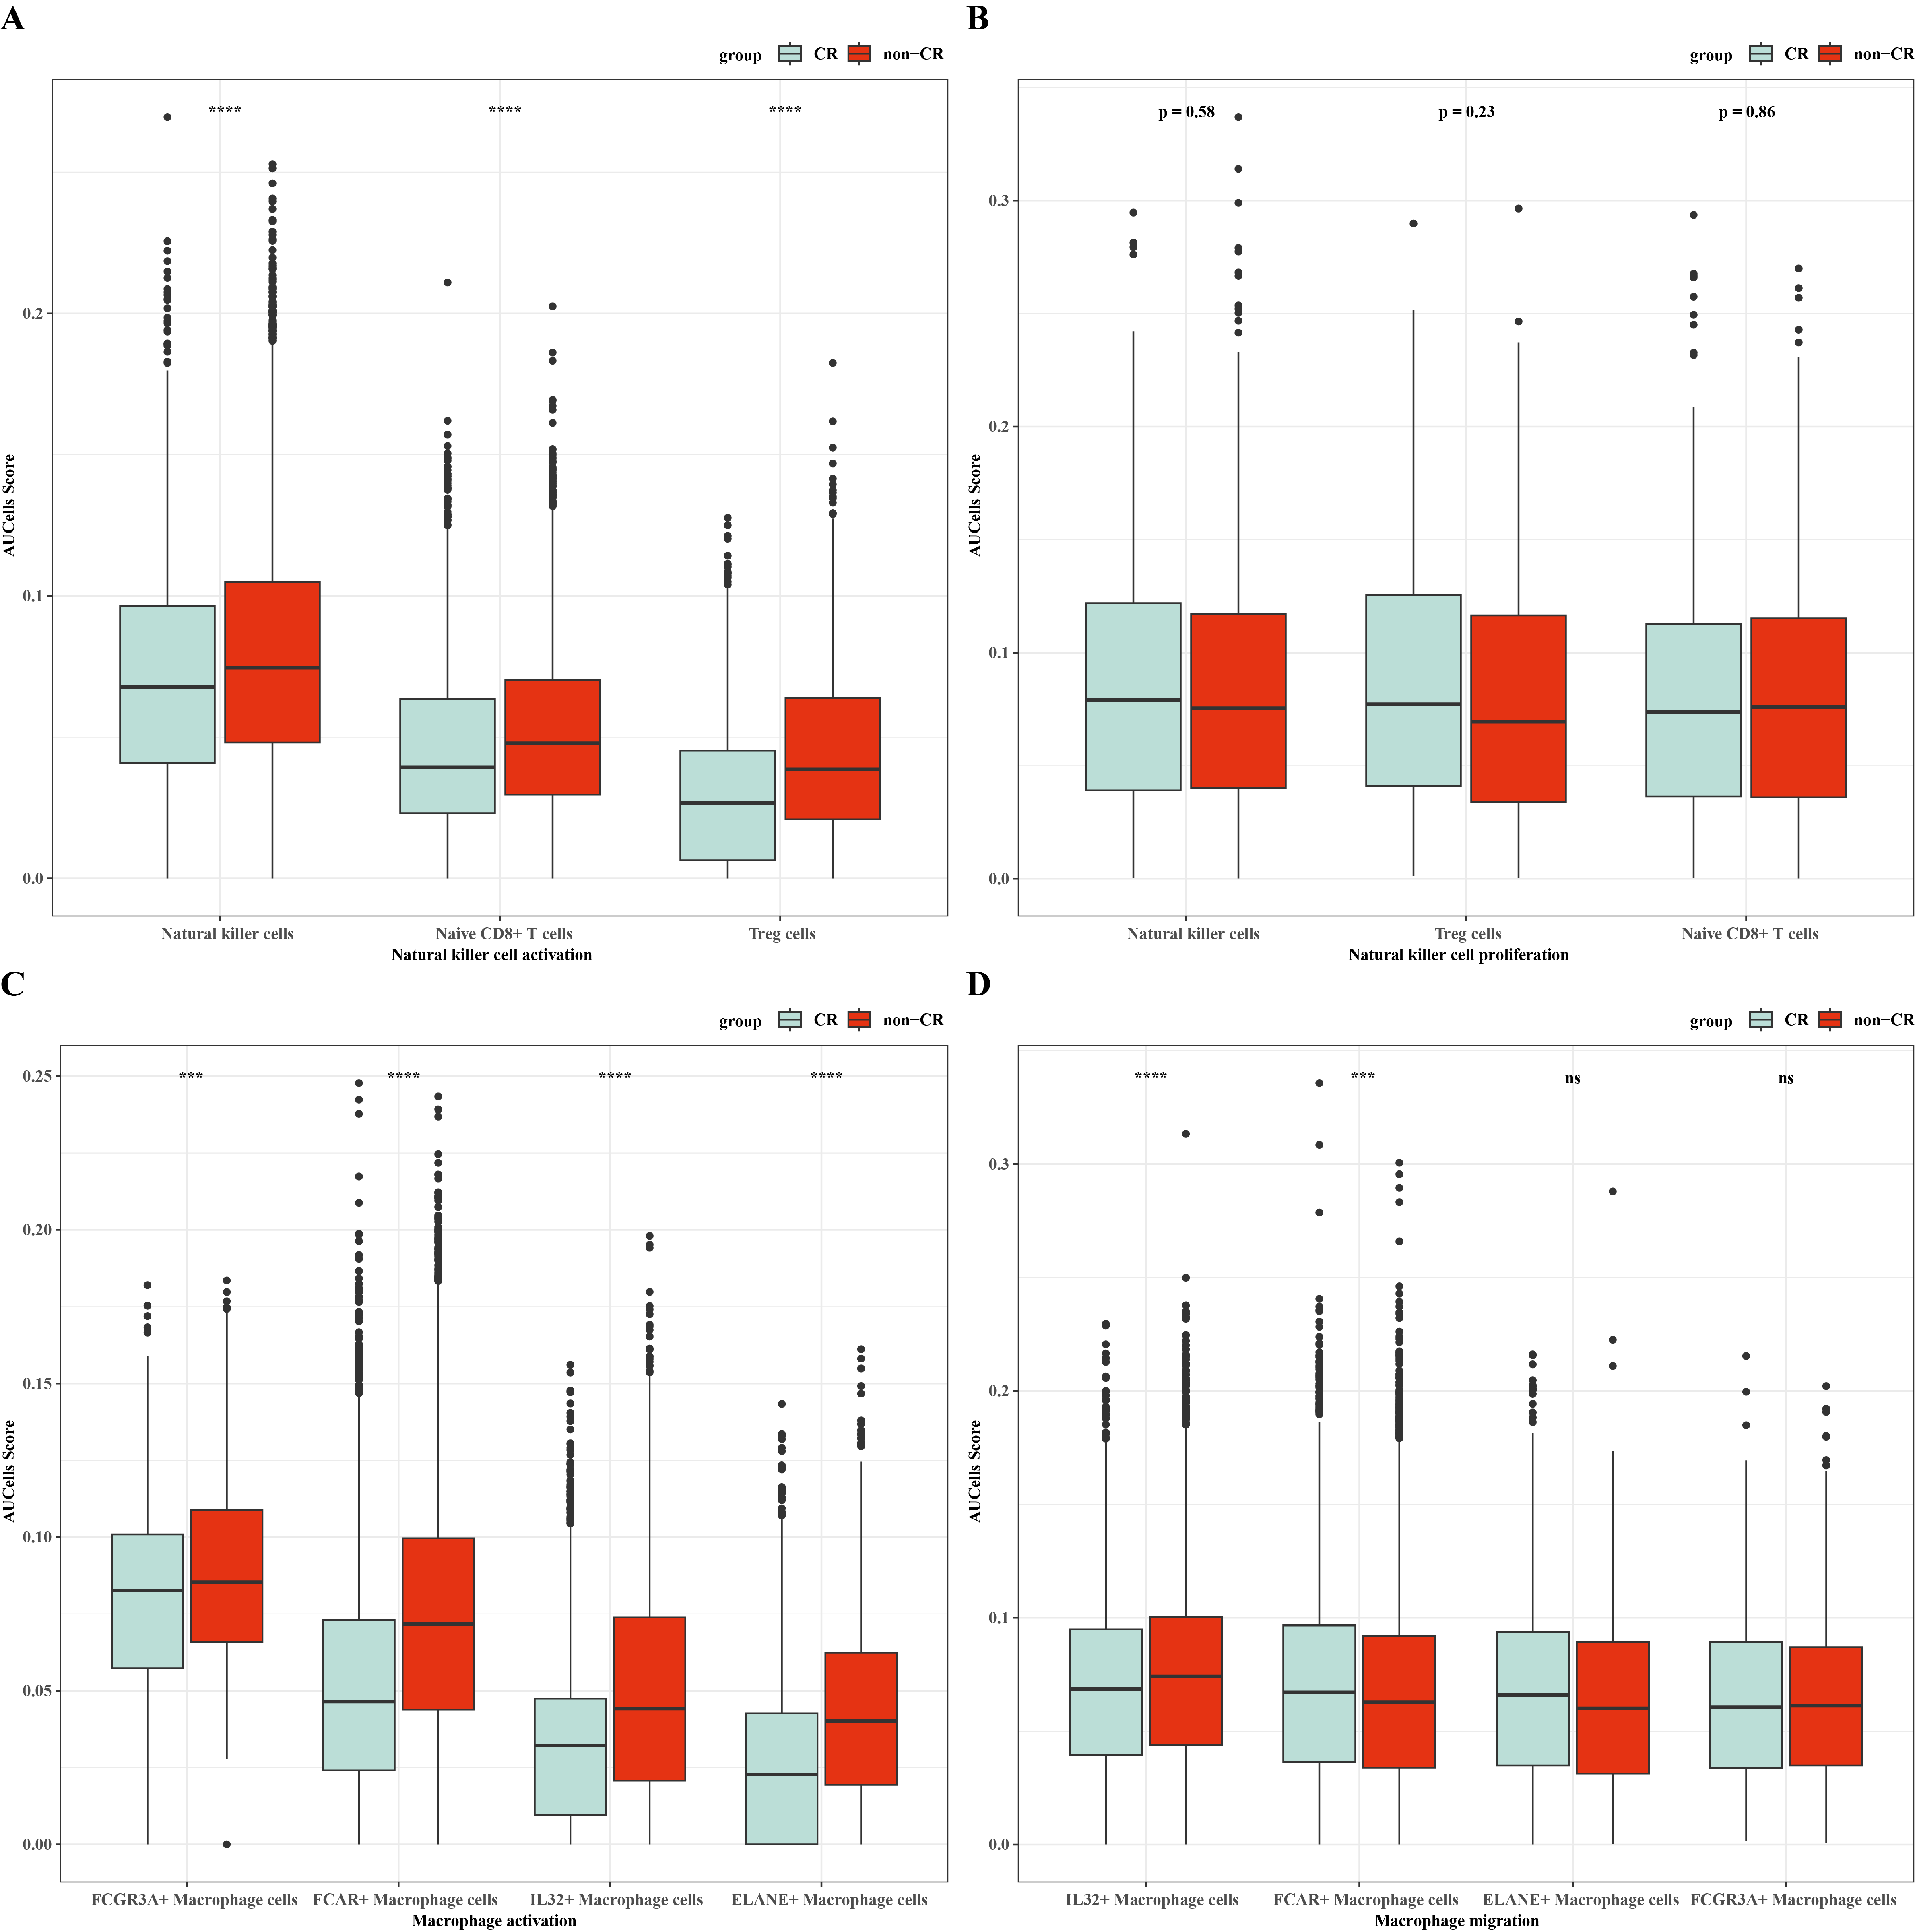 A
group CR non−CR
**** **** ****
0.2
0.1
0.0
AUCells Score
Natural killer cells Naive CD8+ T cells Treg cells
Natural killer cell activation
B
group CR non−CR
p = 0.58 p = 0.23 p = 0.86
0.3
0.2
0.1
0.0
AUCells Score
Natural killer cells Treg cells Naive CD8+ T cells
Natural killer cell proliferation
C
group CR non−CR
*** **** **** ****
0.25
0.20
0.15
0.10
0.05
0.00
AUCells Score
FCGR3A+ Macrophage cells FCAR+ Macrophage cells IL32+ Macrophage cells ELANE+ Macrophage cells
Macrophage activation
D
group CR non−CR
**** *** ns ns
0.3
0.2
0.1
0.0
AUCells Score
IL32+ Macrophage cells FCAR+ Macrophage cells ELANE+ Macrophage cells FCGR3A+ Macrophage cells
Macrophage migration